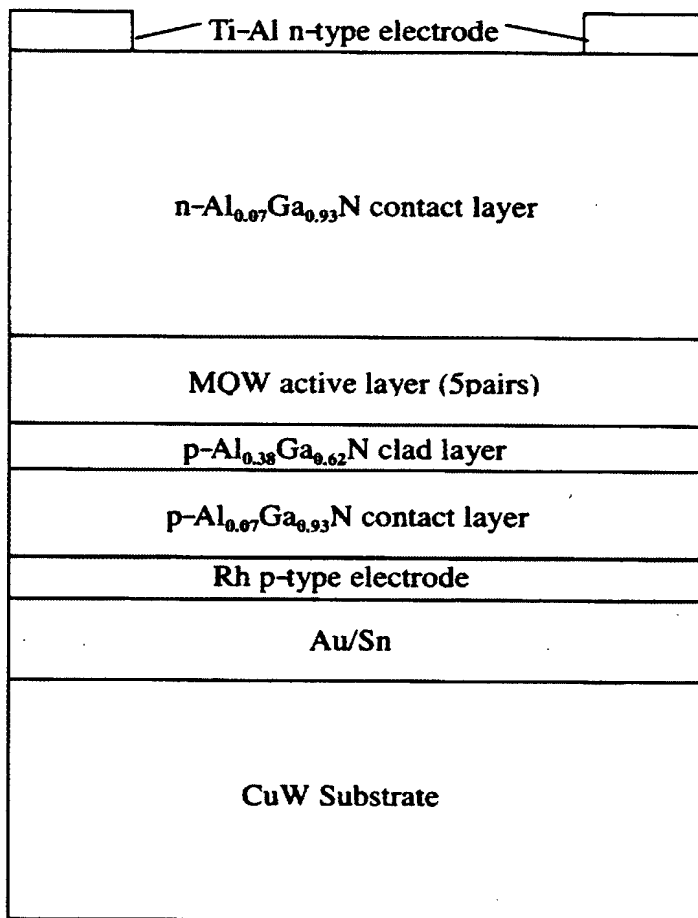 Ti-Al n-type electrode
n-Al₀.₀₇Ga₀.₉₃N contact layer
MQW active layer (5pairs)
p-Al₀.₃₈Ga₀.₆₂N clad layer
p-Al₀.₀₇Ga₀.₉₃N contact layer
Rh p-type electrode
Au/Sn
CuW Substrate